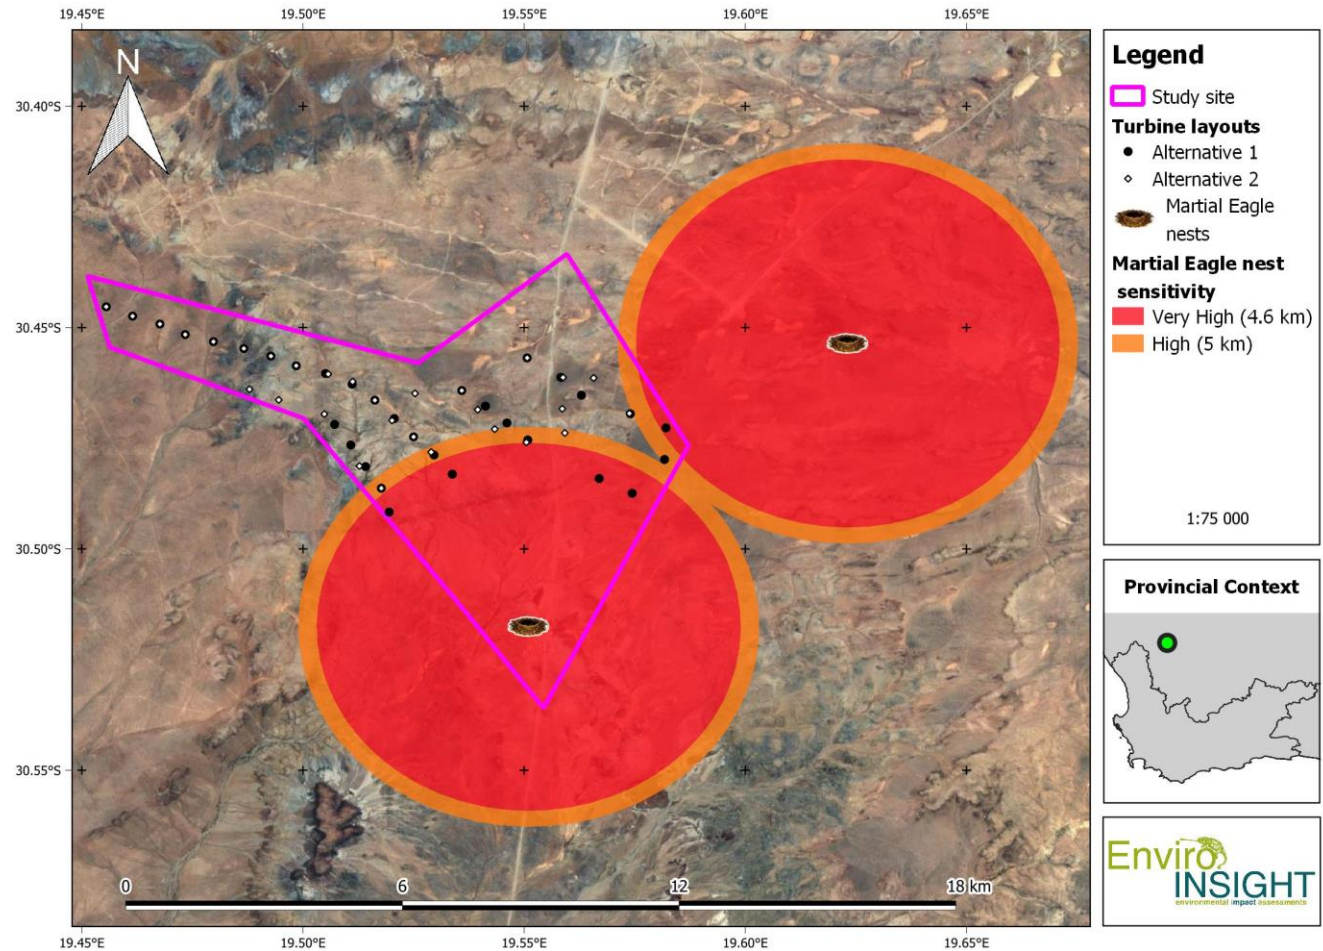 19.45°E 19.50°E 19.55°E 19.60°E 19.65°E
N
30.40°S
30.45°S
30.50°S
30.55°S
0 6 12 18 km
19.45°E 19.50°E 19.55°E 19.60°E 19.65°E
Legend
Study site
Turbine layouts
Alternative 1
Alternative 2
Martial Eagle
nests
Martial Eagle nest
sensitivity
Very High (4.6 km)
High (5 km)
1:75 000
Provincial Context
Enviro
INSIGHT
environmental impact assessments